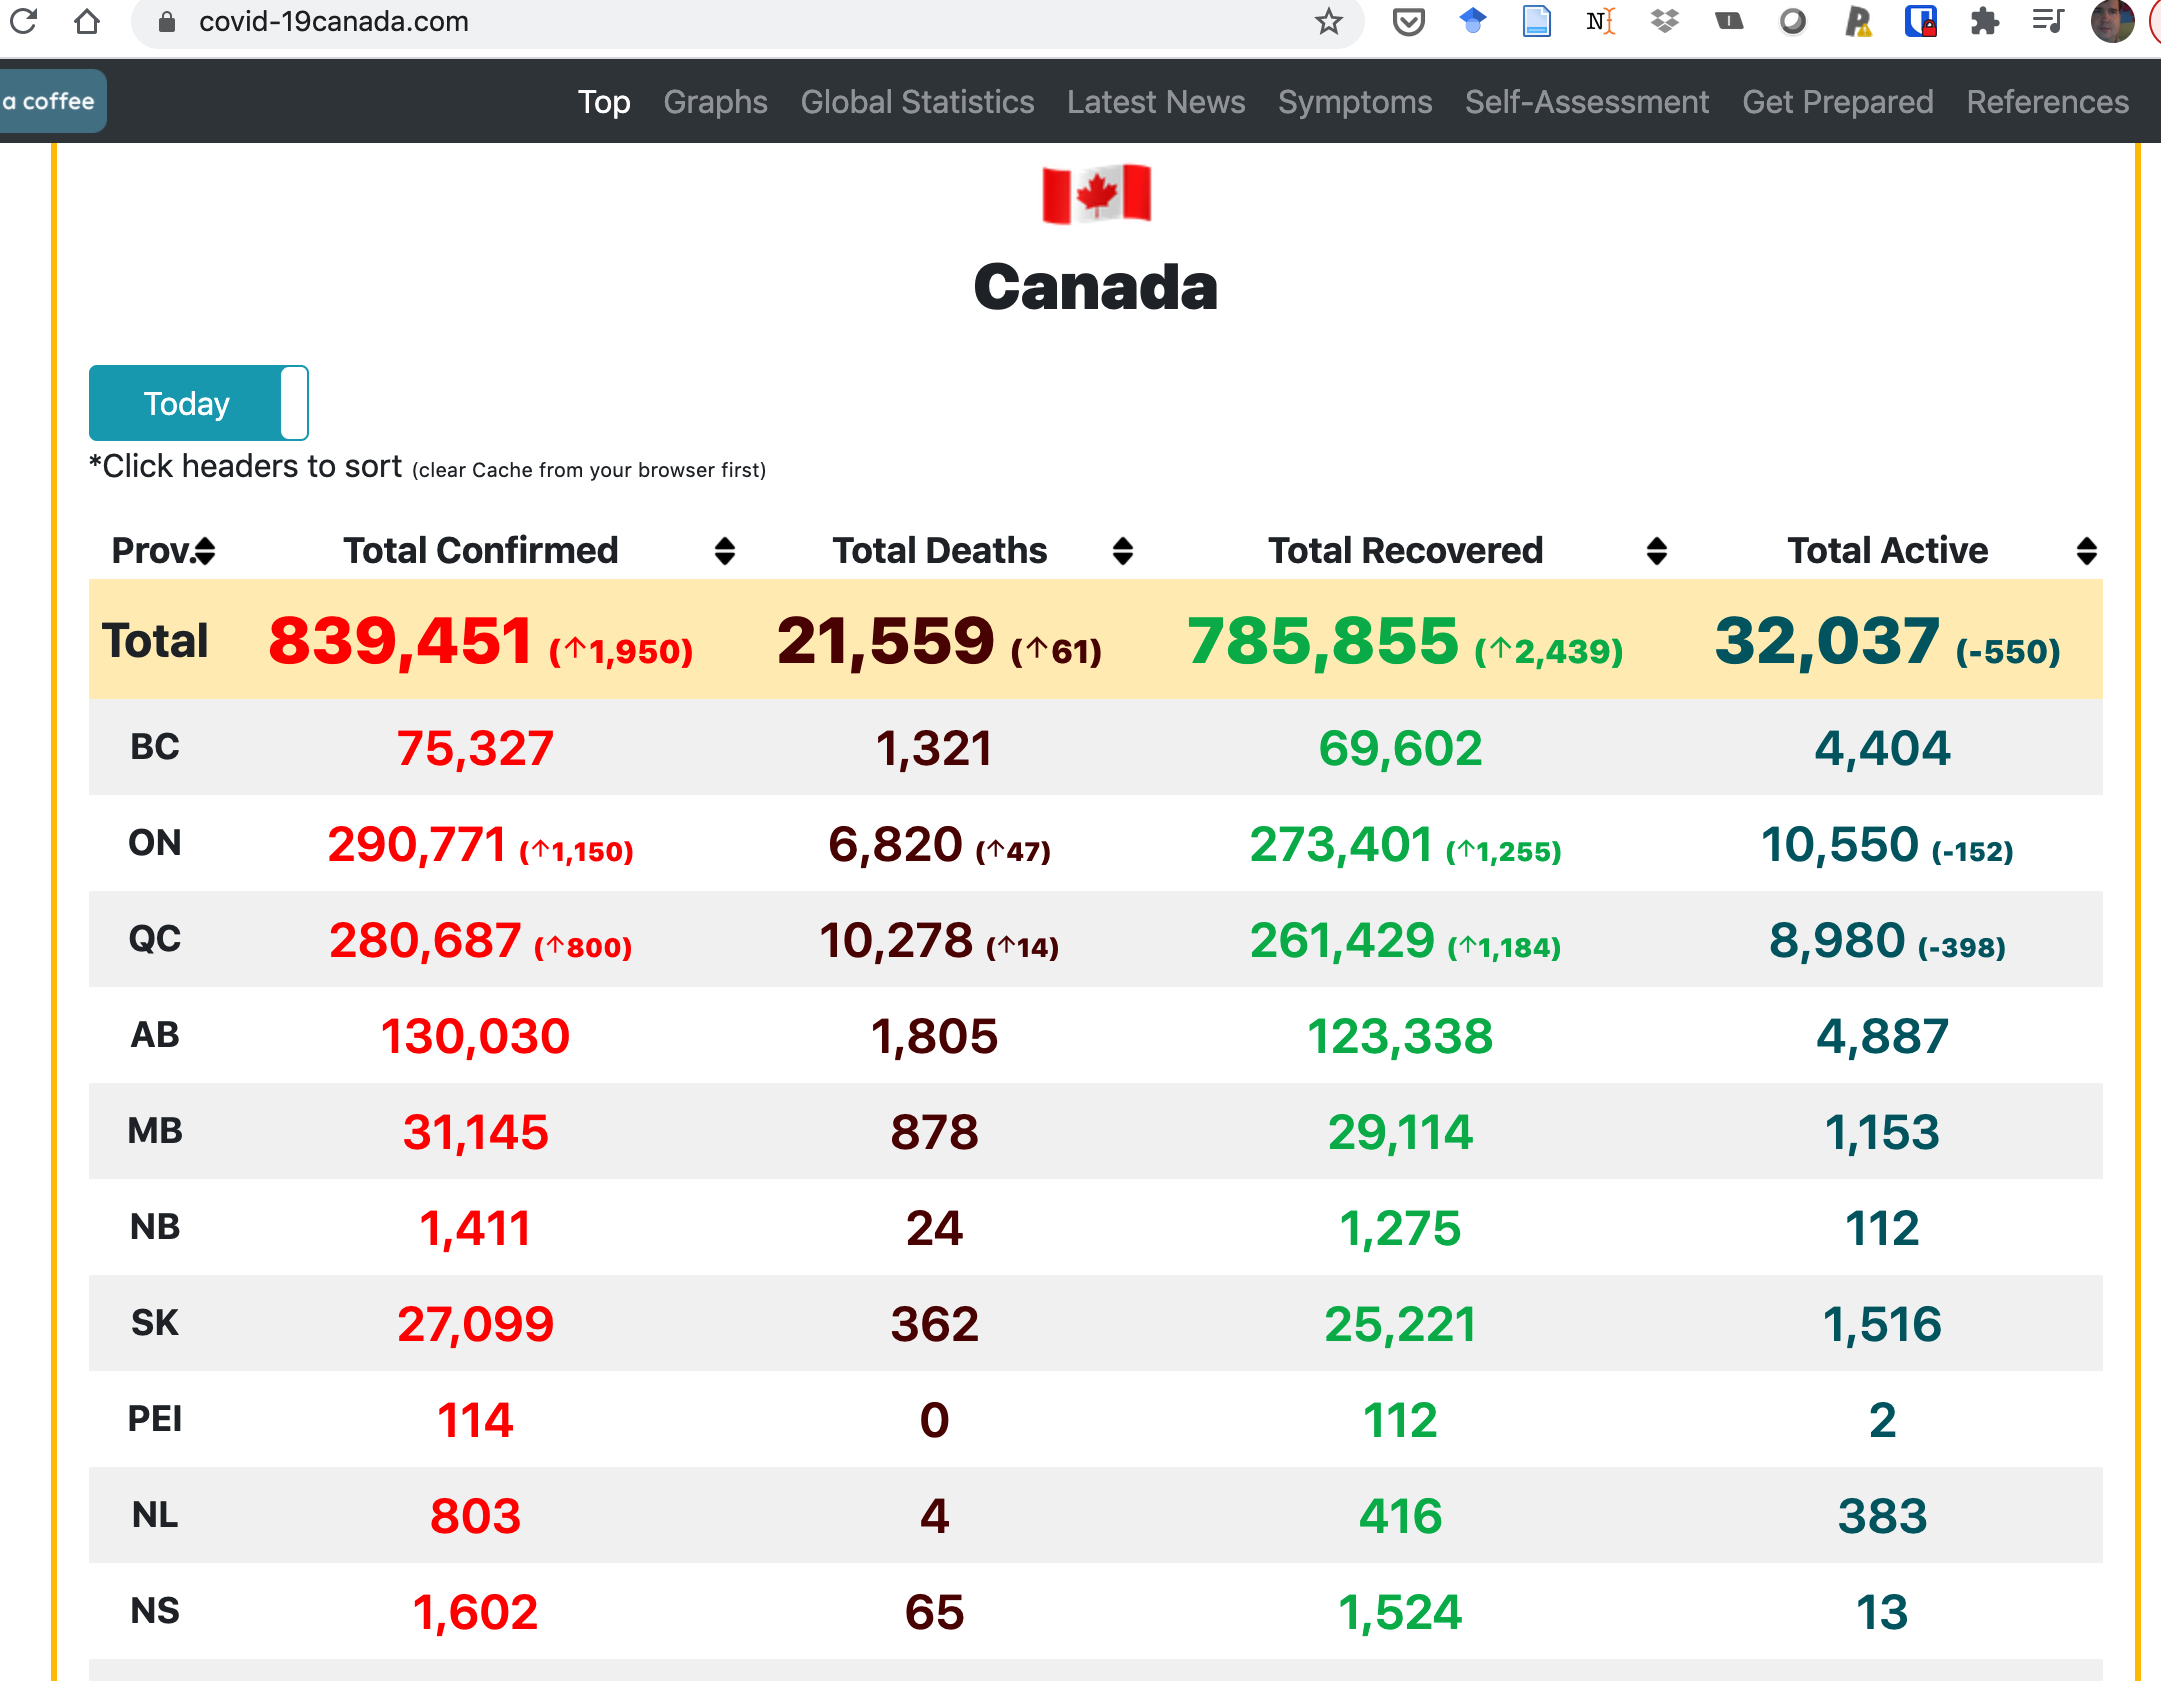 covid-19canada.com
a coffee
Top Graphs Global Statistics Latest News Symptoms Self-Assessment Get Prepared References
Canada
Today
*Click headers to sort (clear Cache from your browser first)
Prov. Total Confirmed Total Deaths Total Recovered Total Active
Total 839,451 (↑1,950) 21,559 (↑61) 785,855 (↑2,439) 32,037 (-550)
BC 75,327 1,321 69,602 4,404
ON 290,771 (↑1,150) 6,820 (↑47) 273,401 (↑1,255) 10,550 (-152)
QC 280,687 (↑800) 10,278 (↑14) 261,429 (↑1,184) 8,980 (-398)
AB 130,030 1,805 123,338 4,887
MB 31,145 878 29,114 1,153
NB 1,411 24 1,275 112
SK 27,099 362 25,221 1,516
PEI 114 0 112 2
NL 803 4 416 383
NS 1,602 65 1,524 13